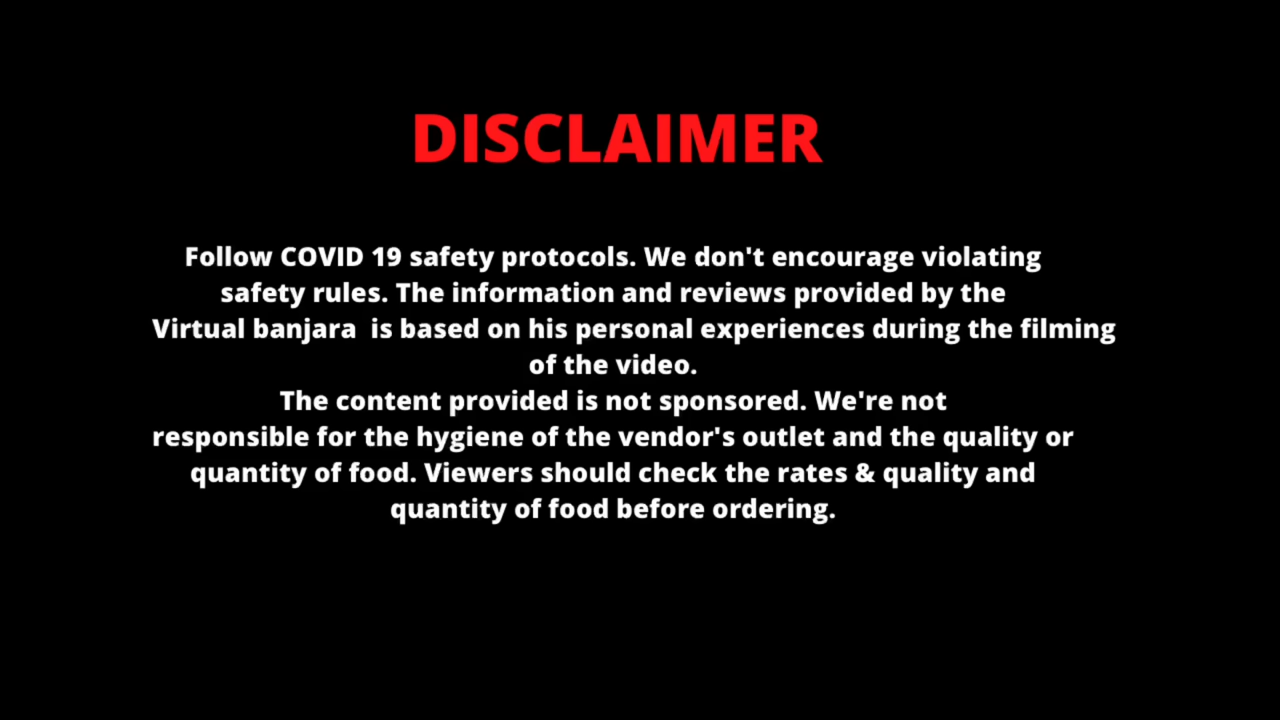 DISCLAIMER
Follow COVID 19 safety protocols. We don't encourage violating
safety rules. The information and reviews provided by the
Virtual banjara  is based on his personal experiences during the filming
of the video.
The content provided is not sponsored. We're not
responsible for the hygiene of the vendor's outlet and the quality or
quantity of food. Viewers should check the rates & quality and
quantity of food before ordering.